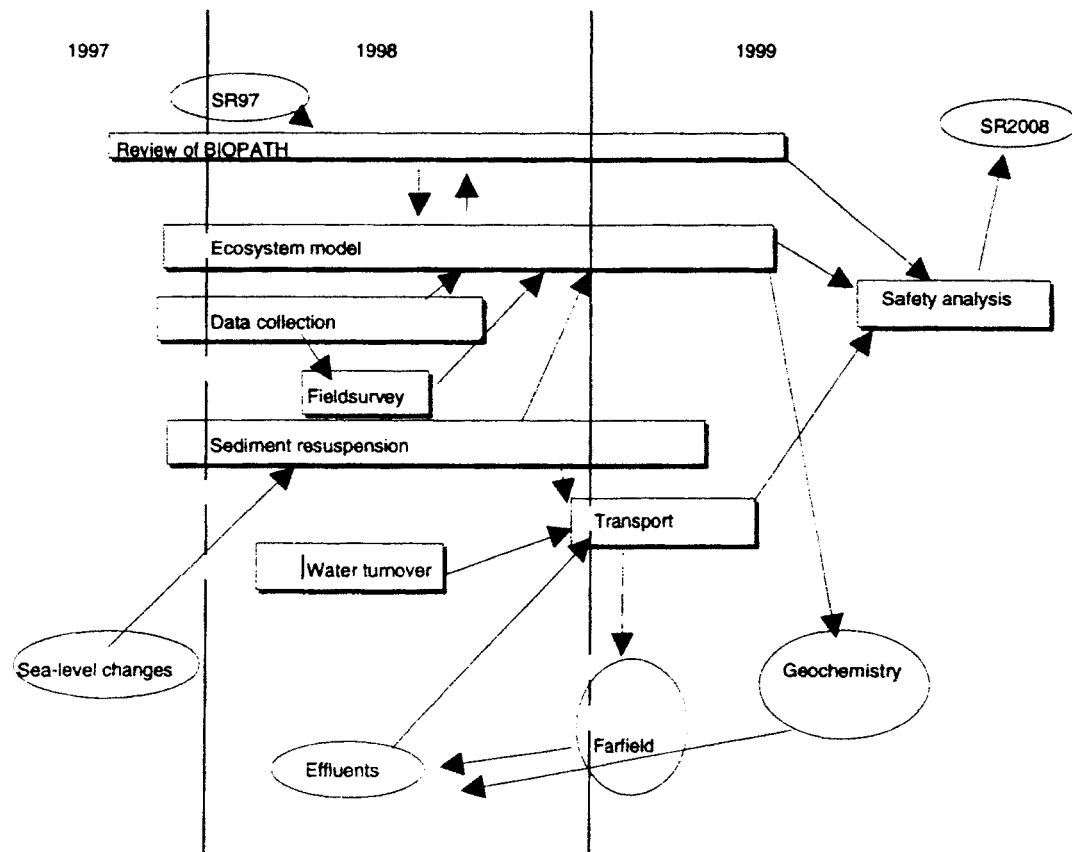 1997
1998
1999
SR97
SR2008
Review of BIOPATH
Ecosystem model
Safety analysis
Data collection
Fieldsurvey
Sediment resuspension
Transport
Water turnover
Sea-level changes
Geochemistry
Farfield
Effluents